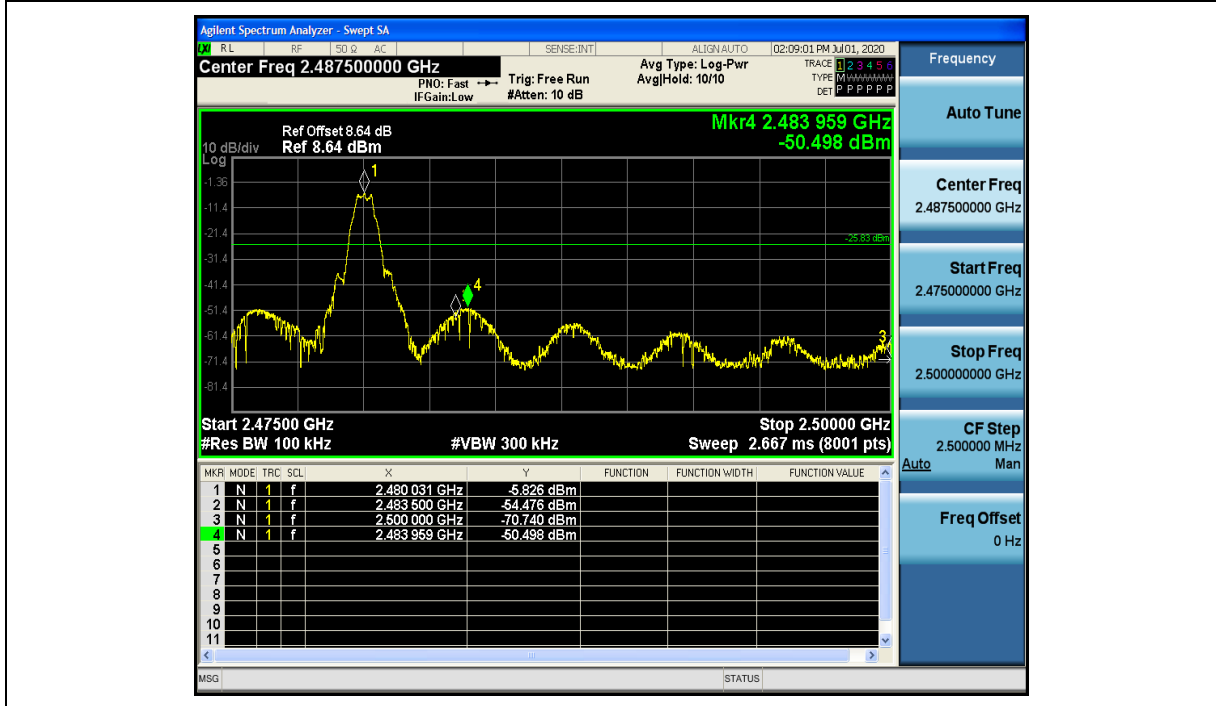 Agilent Spectrum Analyzer - Swept SA
LXI RL RF 50 Ω AC SENSE:INT ALIGN AUTO 02:09:01 PM Jul 01, 2020
Center Freq 2.487500000 GHz
PNO: Fast
IFGain:Low
Trig: Free Run
#Atten: 10 dB
Avg Type: Log-Pwr
Avg|Hold: 10/10
TRACE 1 2 3 4 5 6
TYPE M WWWWW
DET P P P P P P
Mkr4 2.483 959 GHz
-50.498 dBm
Ref Offset 8.64 dB
10 dB/div Ref 8.64 dBm
Log
-1.36
-11.4
-21.4
-31.4
-41.4
-51.4
-61.4
-71.4
-81.4
1
4
3
-25.83 dBm
Start 2.47500 GHz Stop 2.50000 GHz
#Res BW 100 kHz #VBW 300 kHz Sweep 2.667 ms (8001 pts)
MKR MODE TRC SCL X Y FUNCTION FUNCTION WIDTH FUNCTION VALUE
1 N 1 f 2.480 031 GHz -5.826 dBm
2 N 1 f 2.483 500 GHz -54.476 dBm
3 N 1 f 2.500 000 GHz -70.740 dBm
4 N 1 f 2.483 959 GHz -50.498 dBm
5
6
7
8
9
10
11
MSG STATUS
Frequency
Auto Tune
Center Freq
2.487500000 GHz
Start Freq
2.475000000 GHz
Stop Freq
2.500000000 GHz
CF Step
2.500000 MHz
Auto Man
Freq Offset
0 Hz